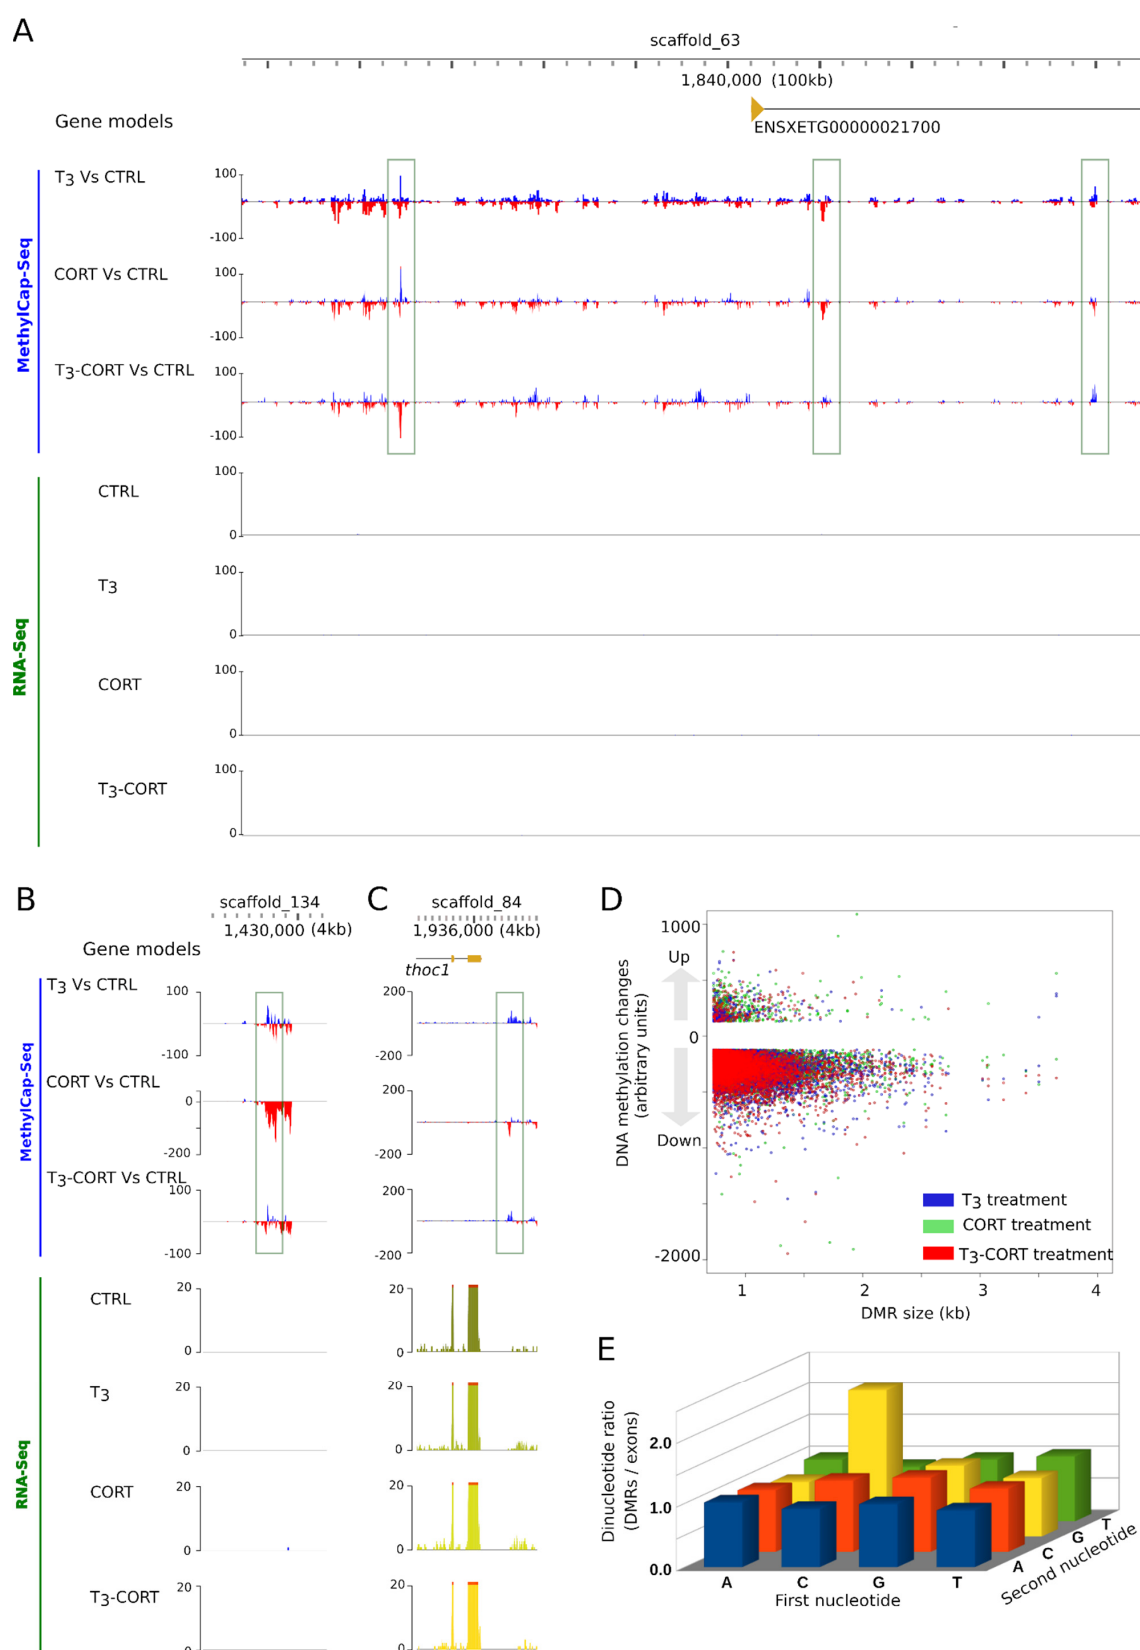 A
scaffold_63
1,840,000 (100kb)
Gene models
ENSXETG00000021700
MethylCap-Seq
T3 Vs CTRL
100
-100
CORT Vs CTRL
100
-100
T3-CORT Vs CTRL
100
-100
RNA-Seq
CTRL
100
0
T3
100
0
CORT
100
0
T3-CORT
100
0
B
scaffold_134
1,430,000 (4kb)
Gene models
MethylCap-Seq
T3 Vs CTRL
100
-100
CORT Vs CTRL
0
-200
T3-CORT Vs CTRL
100
-100
RNA-Seq
CTRL
20
0
T3
20
0
CORT
20
0
T3-CORT
20
0
C
scaffold_84
1,936,000 (4kb)
thoc1
200
-200
200
-200
200
-200
20
0
20
0
20
0
20
0
D
DNA methylation changes
(arbitrary units)
1000
Up
0
Down
-2000
T3 treatment
CORT treatment
T3-CORT treatment
1 2 3 4
DMR size (kb)
E
Dinucleotide ratio
(DMRs / exons)
2.0
1.0
0.0
A C G T
First nucleotide
A C G T
Second nucleotide